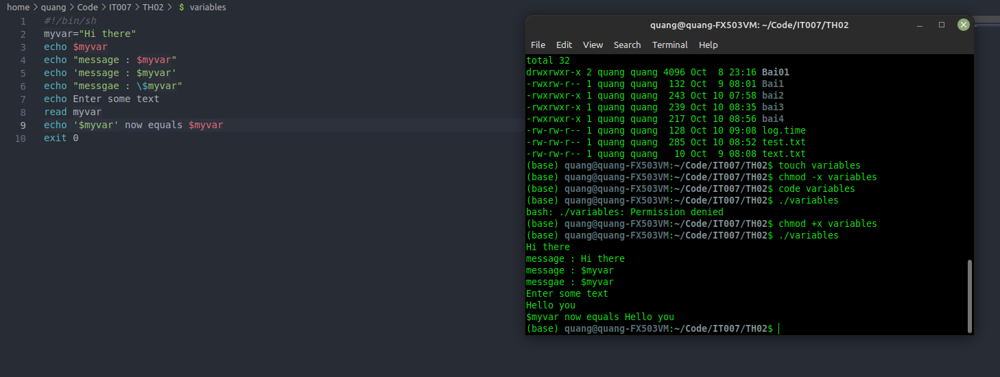 home > quang > Code > IT007 > TH02 > $ variables
1 #!/bin/sh
2 myvar="Hi there"
3 echo $myvar
4 echo "message : $myvar"
5 echo 'message : $myvar'
6 echo "messgae : \$myvar"
7 echo Enter some text
8 read myvar
9 echo '$myvar' now equals $myvar
10 exit 0
quang@quang-FX503VM: ~/Code/IT007/TH02
File Edit View Search Terminal Help
total 32
drwxrwxr-x 2 quang quang 4096 Oct  8 23:16 Bai01
-rwxrw-r-- 1 quang quang  132 Oct  9 08:01 Bai1
-rwxrwxr-x 1 quang quang  243 Oct 10 07:58 bai2
-rwxrwxr-x 1 quang quang  239 Oct 10 08:35 bai3
-rwxrwxr-x 1 quang quang  217 Oct 10 08:56 bai4
-rw-rw-r-- 1 quang quang  128 Oct 10 09:08 log.time
-rw-rw-r-- 1 quang quang  285 Oct 10 08:52 test.txt
-rw-rw-r-- 1 quang quang   10 Oct  9 08:08 text.txt
(base) quang@quang-FX503VM:~/Code/IT007/TH02$ touch variables
(base) quang@quang-FX503VM:~/Code/IT007/TH02$ chmod -x variables
(base) quang@quang-FX503VM:~/Code/IT007/TH02$ code variables
(base) quang@quang-FX503VM:~/Code/IT007/TH02$ ./variables
bash: ./variables: Permission denied
(base) quang@quang-FX503VM:~/Code/IT007/TH02$ chmod +x variables
(base) quang@quang-FX503VM:~/Code/IT007/TH02$ ./variables
Hi there
message : Hi there
message : $myvar
messgae : $myvar
Enter some text
Hello you
$myvar now equals Hello you
(base) quang@quang-FX503VM:~/Code/IT007/TH02$